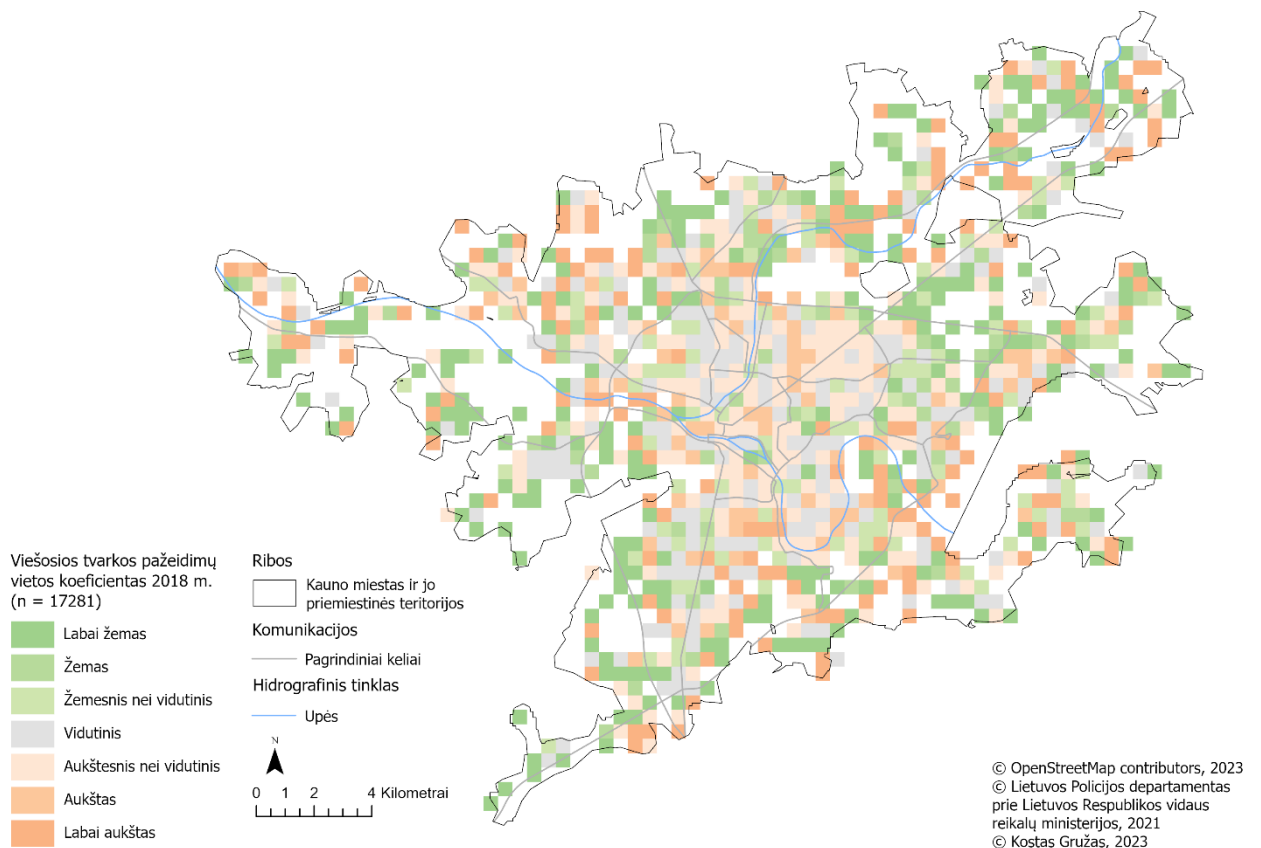 Viešosios tvarkos pažeidimų
vietos koeficientas 2018 m.
(n = 17281)
Labai žemas
Žemas
Žemesnis nei vidutinis
Vidutinis
Aukštesnis nei vidutinis
Aukštas
Labai aukštas
Ribos
Kauno miestas ir jo
priemiestinės teritorijos
Komunikacijos
Pagrindiniai keliai
Hidrografinis tinklas
Upės
N
0 1 2 4 Kilometrai
© OpenStreetMap contributors, 2023
© Lietuvos Policijos departamentas
prie Lietuvos Respublikos vidaus
reikalų ministerijos, 2021
© Kostas Gružas, 2023